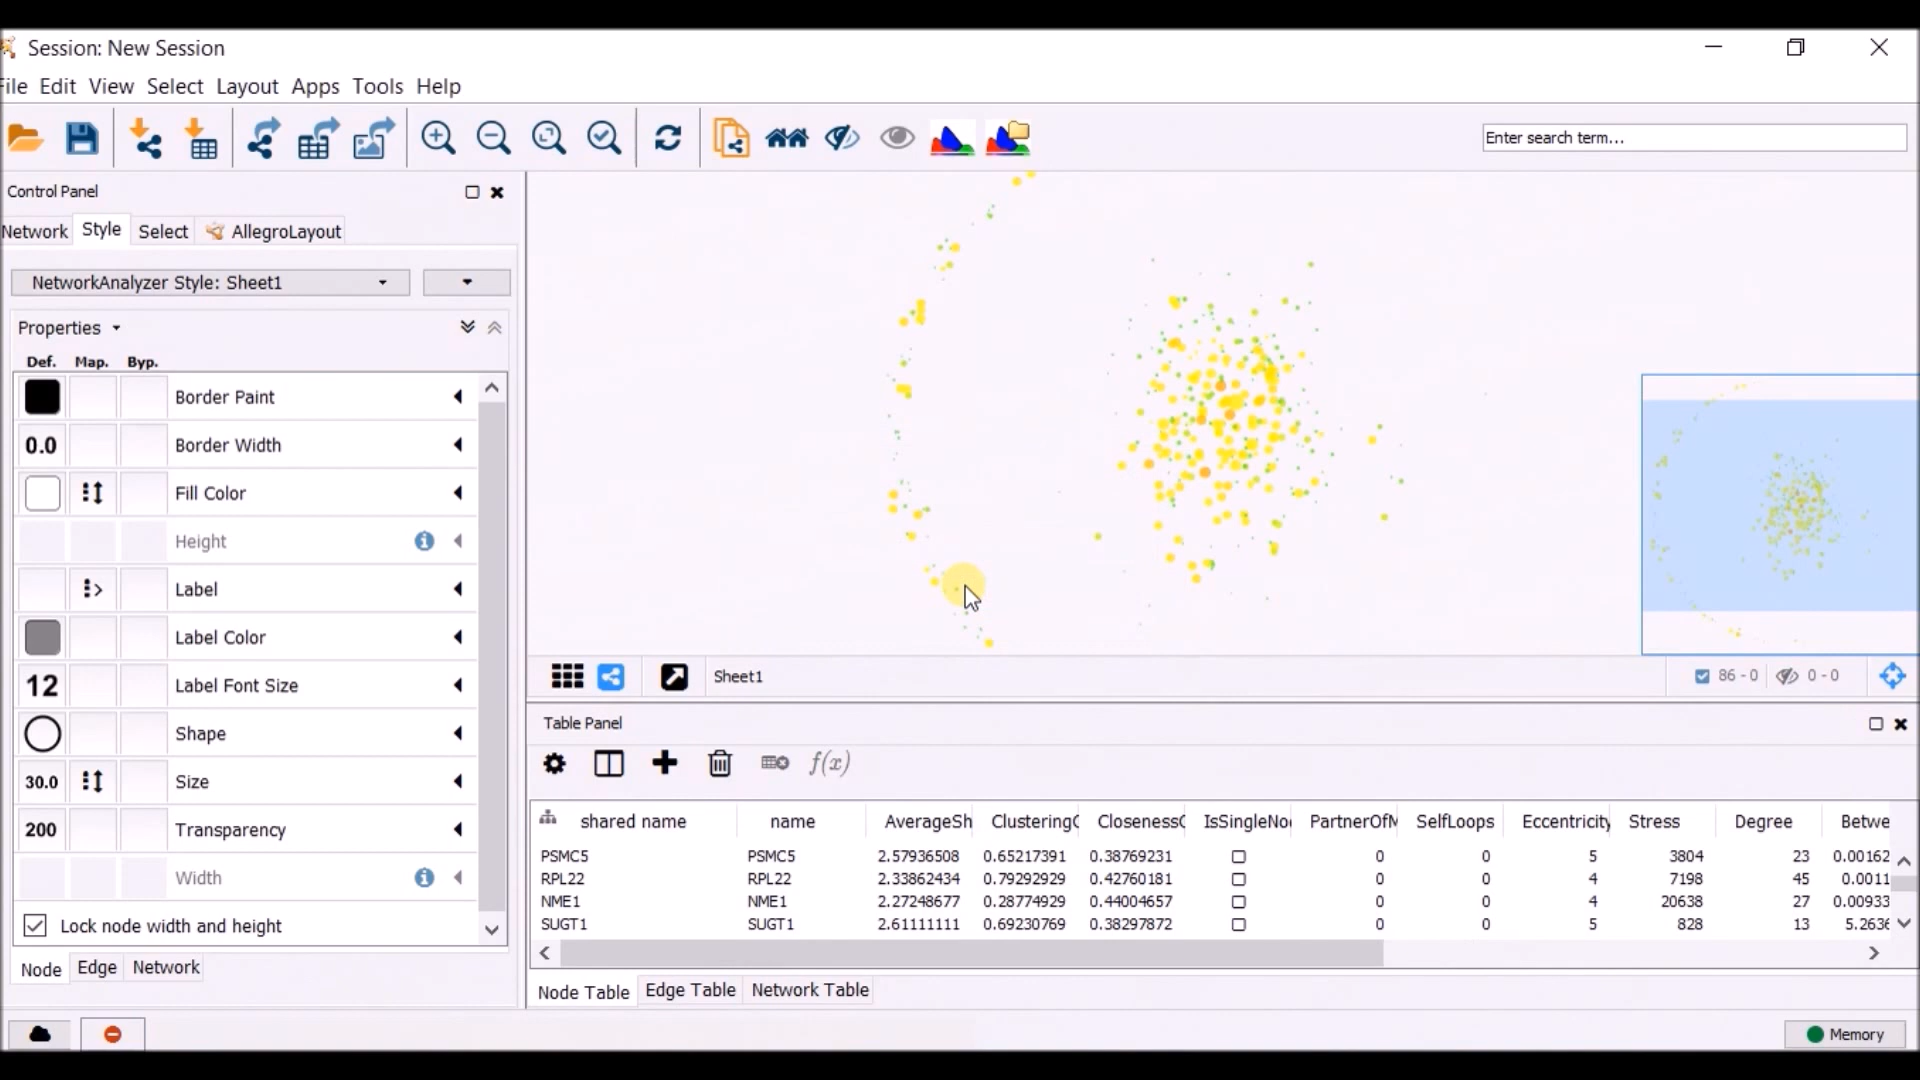 Session: New Session
File Edit View Select Layout Apps Tools Help
Enter search term...
Control Panel
Network Style Select AllegroLayout
NetworkAnalyzer Style: Sheet1
Properties
Def. Map. Byp.
Border Paint
0.0 Border Width
Fill Color
Height
Label
Label Color
12 Label Font Size
Shape
30.0 Size
200 Transparency
Width
Lock node width and height
Node Edge Network
Sheet1
86 - 0 0 - 0
Table Panel
f(x)
shared name name AverageSh ClusteringC ClosenessC IsSingleNo PartnerOfM SelfLoops Eccentricity Stress Degree Betwe
PSMC5 PSMC5 2.57936508 0.65217391 0.38769231 0 0 5 3804 23 0.00162
RPL22 RPL22 2.33862434 0.79292929 0.42760181 0 0 4 7198 45 0.0011
NME1 NME1 2.27248677 0.28774929 0.44004657 0 0 4 20638 27 0.00933
SUGT1 SUGT1 2.61111111 0.69230769 0.38297872 0 0 5 828 13 5.2636
Node Table Edge Table Network Table
Memory